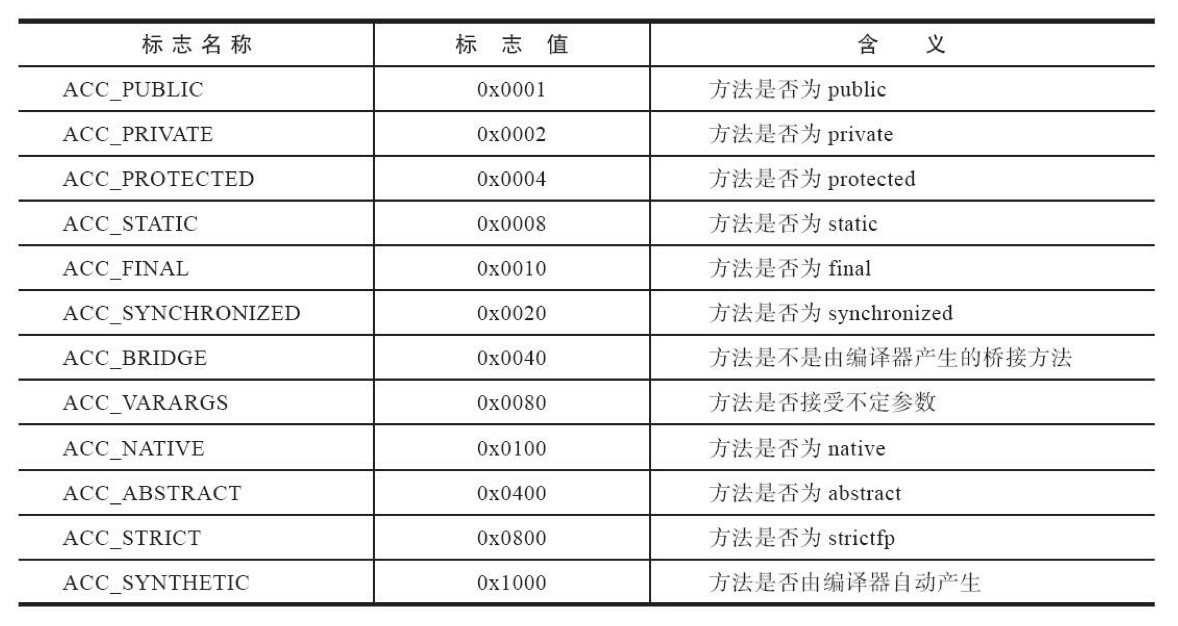 标志名称 标志值 含义
ACC_PUBLIC 0x0001 方法是否为 public
ACC_PRIVATE 0x0002 方法是否为 private
ACC_PROTECTED 0x0004 方法是否为 protected
ACC_STATIC 0x0008 方法是否为 static
ACC_FINAL 0x0010 方法是否为 final
ACC_SYNCHRONIZED 0x0020 方法是否为 synchronized
ACC_BRIDGE 0x0040 方法是不是由编译器产生的桥接方法
ACC_VARARGS 0x0080 方法是否接受不定参数
ACC_NATIVE 0x0100 方法是否为 native
ACC_ABSTRACT 0x0400 方法是否为 abstract
ACC_STRICT 0x0800 方法是否为 strictfp
ACC_SYNTHETIC 0x1000 方法是否由编译器自动产生